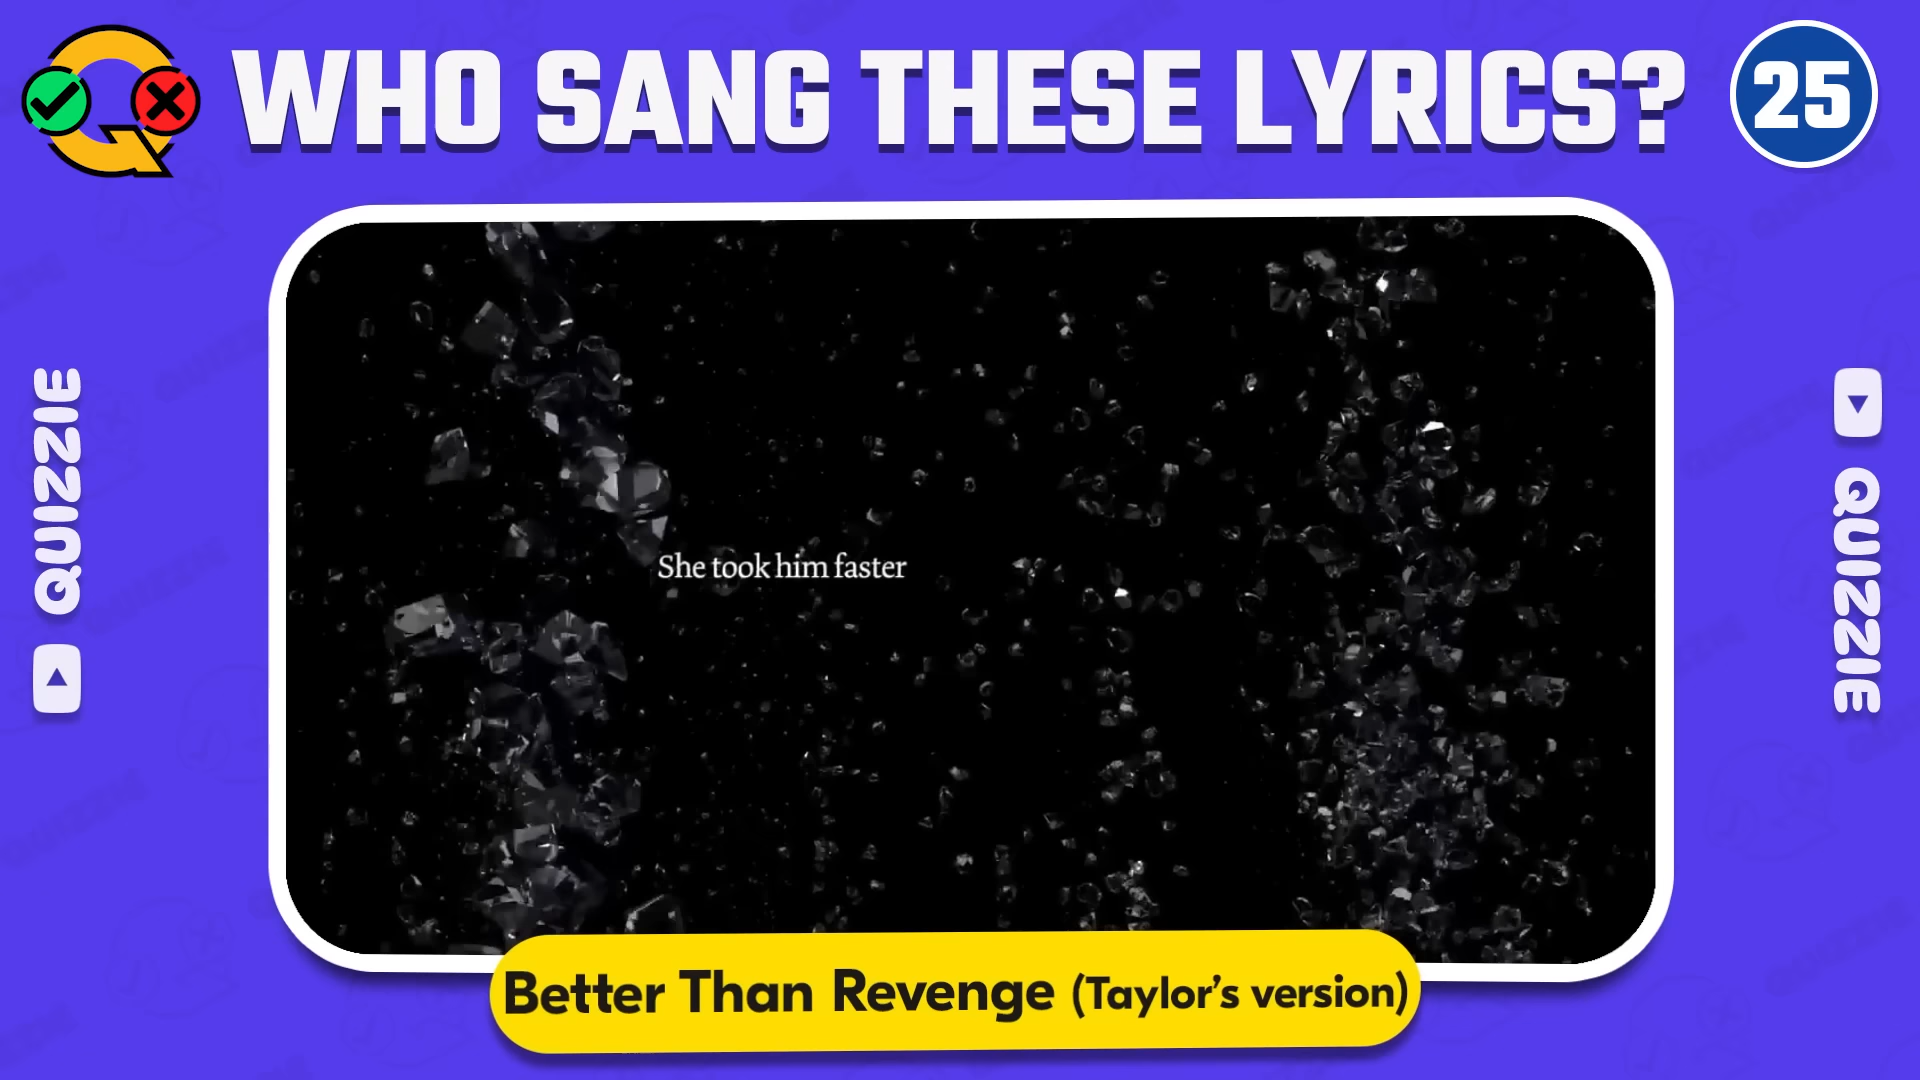 WHO SANG THESE LYRICS?
25
QUIZZIE
QUIZZIE
She took him faster
Better Than Revenge (Taylor's version)